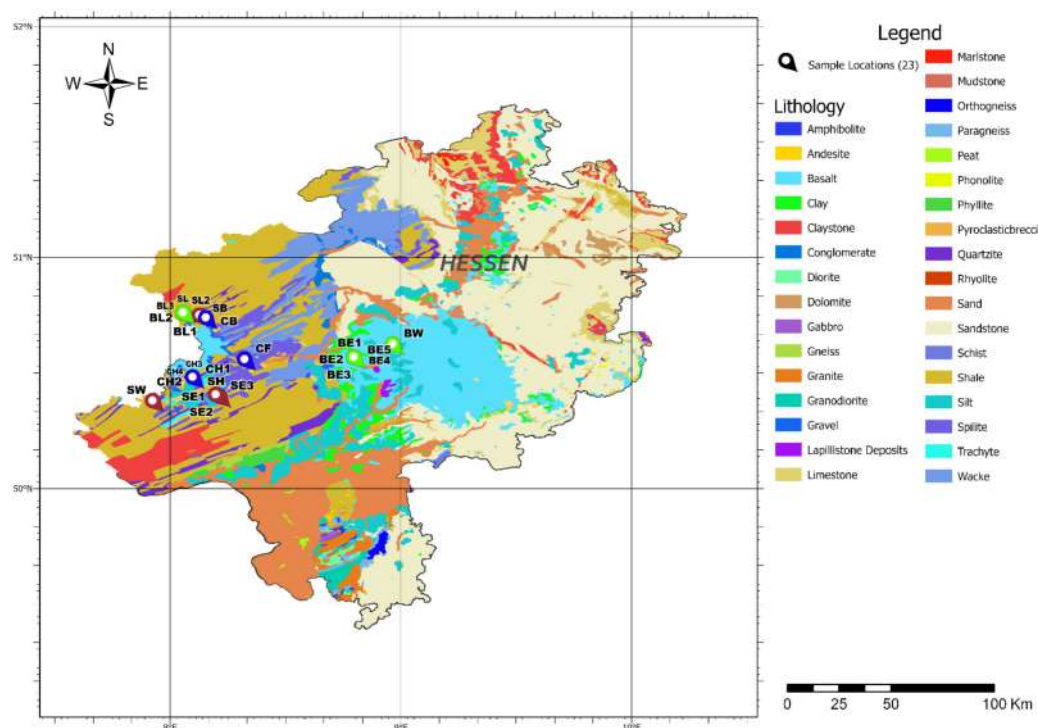 52°N
51°N
50°N
N
W E
S
HESSEN
BL3
SL
SL2
SB
BL2
CB
BL1
CF
CH3
CH4
CH1
CH2
SH
SE1
SE3
SW
SE2
BW
BE1
BE5
BE2
BE4
BE3
10°E
Legend
Sample Locations (23)
Lithology
Amphibolite
Andesite
Basalt
Clay
Claystone
Conglomerate
Diorite
Dolomite
Gabbro
Gneiss
Granite
Granodiorite
Gravel
Lapillistone Deposits
Limestone
Marlstone
Mudstone
Orthogneiss
Paragneiss
Peat
Phonolite
Phyllite
Pyroclasticbrecci
Quartzite
Rhyolite
Sand
Sandstone
Schist
Shale
Silt
Spilite
Trachyte
Wacke
0 25 50 100 Km